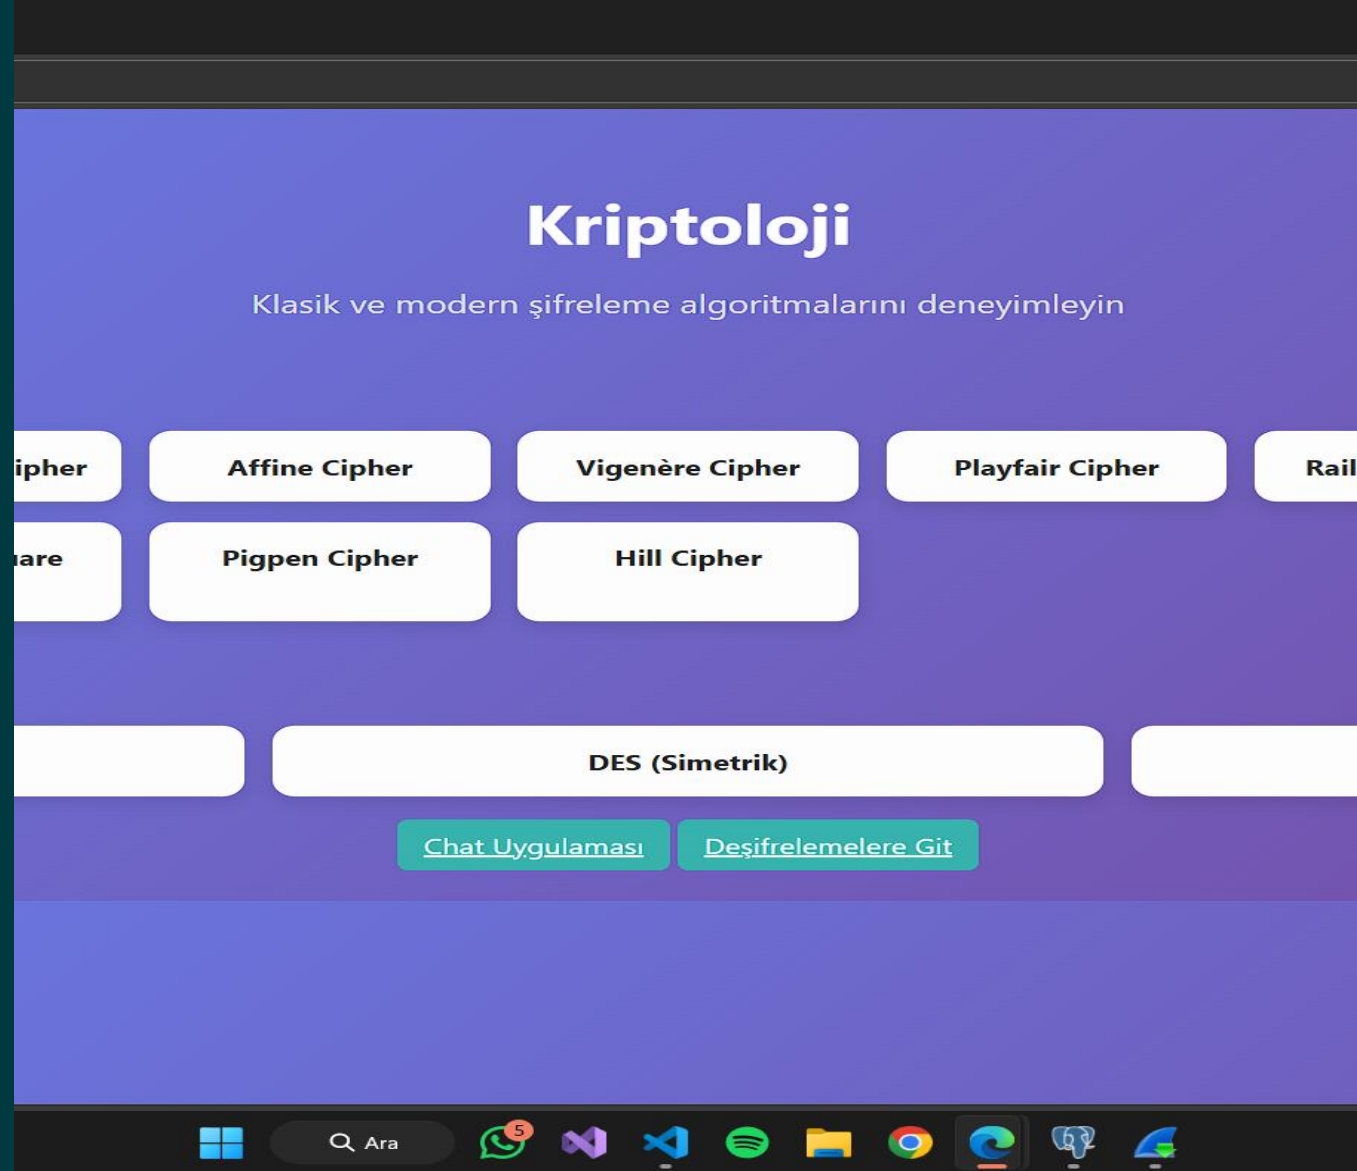 Kriptoloji
Klasik ve modern şifreleme algoritmalarını deneyimleyin
ipher Affine Cipher Vigenère Cipher Playfair Cipher Rail
are Pigpen Cipher Hill Cipher
DES (Simetrik)
Chat Uygulaması Deşifrelemelere Git
Ara 5